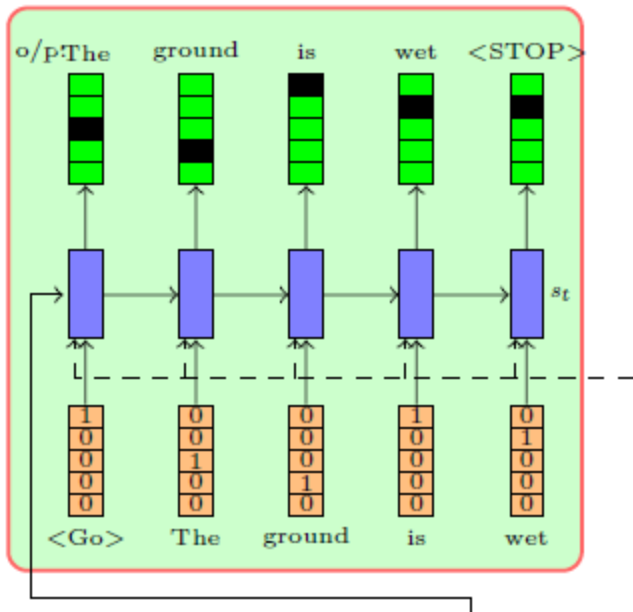 o/p: The ground is wet <STOP>
s_t
1 0 0 1 0
0 0 0 0 1
0 1 0 0 0
0 0 1 0 0
0 0 0 0 0
<Go> The ground is wet